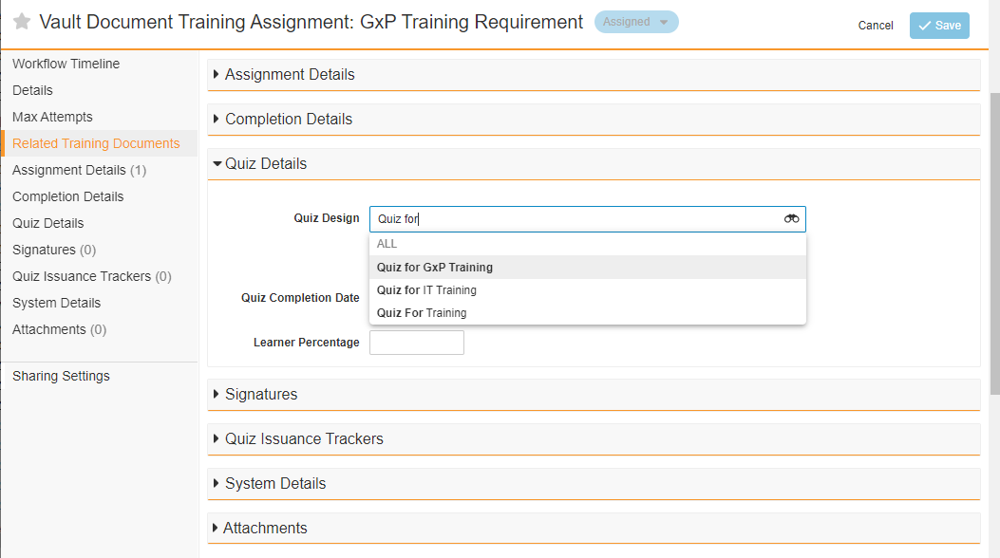 Vault Document Training Assignment: GxP Training Requirement
Assigned
Cancel
Save
Workflow Timeline
Details
Max Attempts
Related Training Documents
Assignment Details (1)
Completion Details
Quiz Details
Signatures (0)
Quiz Issuance Trackers (0)
System Details
Attachments (0)
Sharing Settings
Assignment Details
Completion Details
Quiz Details
Quiz Design
Quiz for
ALL
Quiz for GxP Training
Quiz for IT Training
Quiz For Training
Quiz Completion Date
Learner Percentage
Signatures
Quiz Issuance Trackers
System Details
Attachments